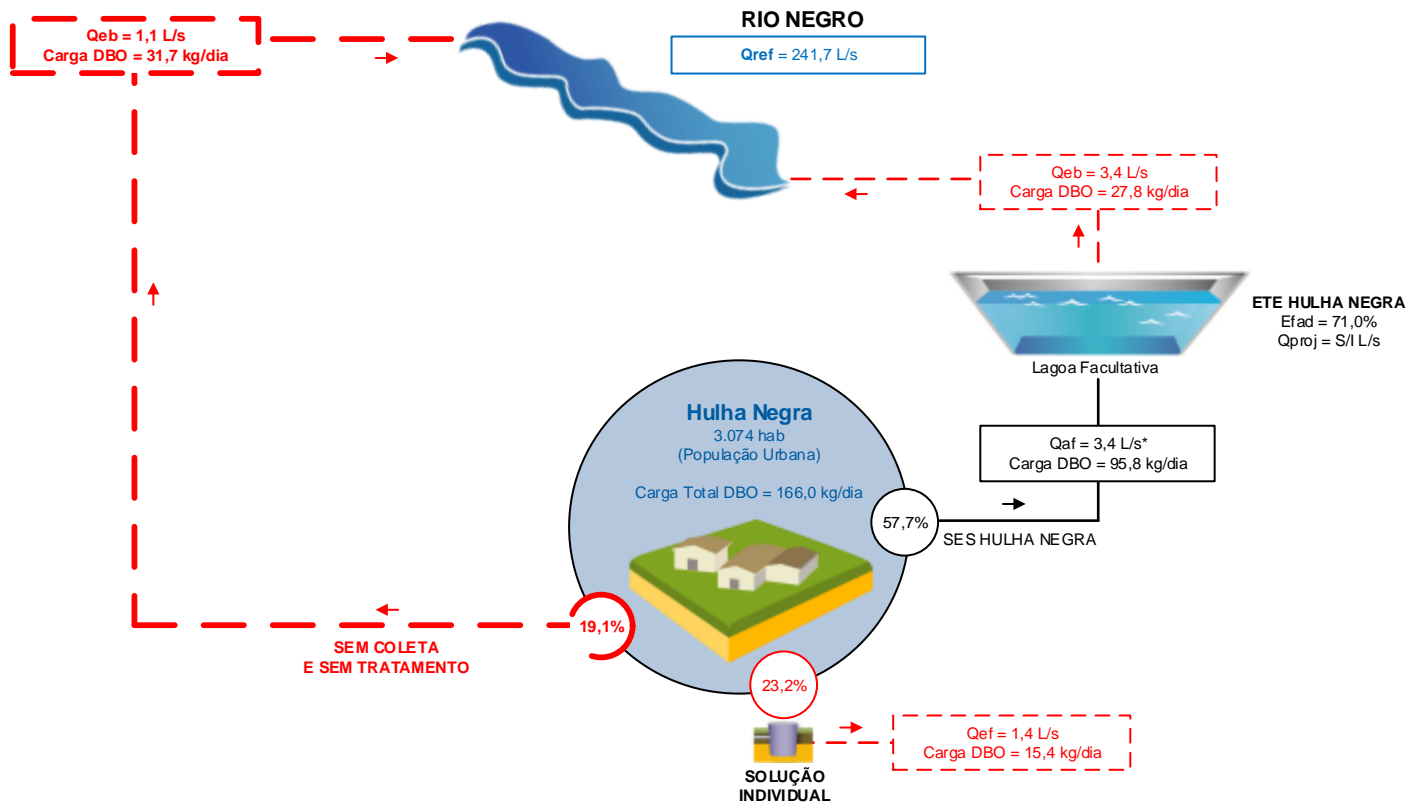 RIO NEGRO
Qref = 241,7 L/s
Qeb = 1,1 L/s
Carga DBO = 31,7 kg/dia
Qeb = 3,4 L/s
Carga DBO = 27,8 kg/dia
ETE HULHA NEGRA
Efad = 71,0%
Qproj = S/I L/s
Lagoa Facultativa
Qaf = 3,4 L/s*
Carga DBO = 95,8 kg/dia
Hulha Negra
3.074 hab
(População Urbana)
Carga Total DBO = 166,0 kg/dia
57,7%
SES HULHA NEGRA
19,1%
SEM COLETA
E SEM TRATAMENTO
23,2%
Qef = 1,4 L/s
Carga DBO = 15,4 kg/dia
SOLUÇÃO
INDIVIDUAL